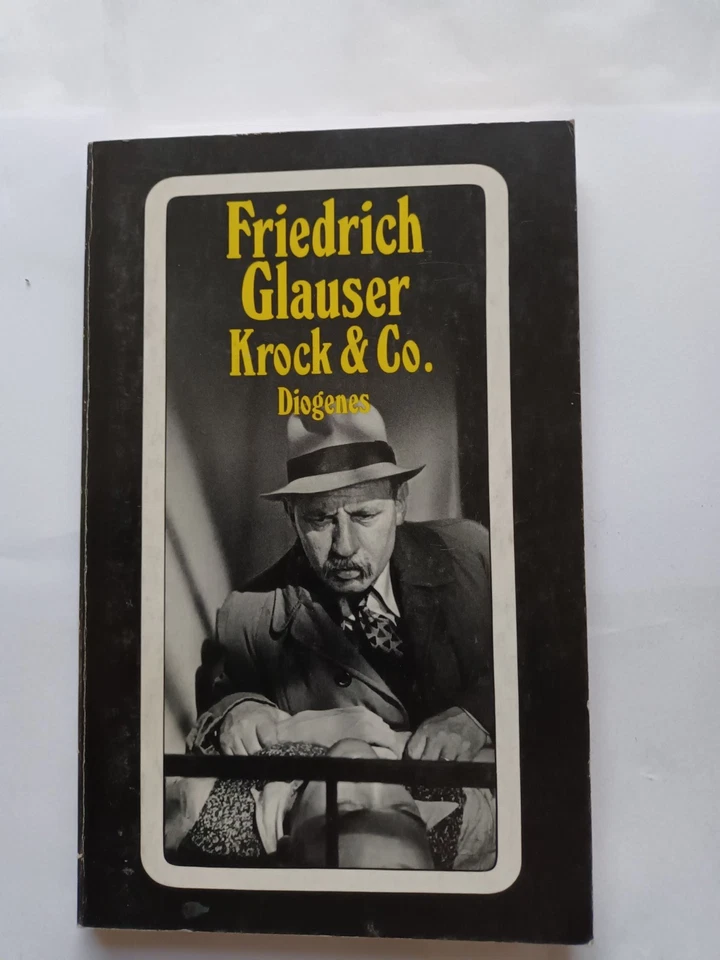 Friedrich
Glauser
Krock & Co.
Diogenes